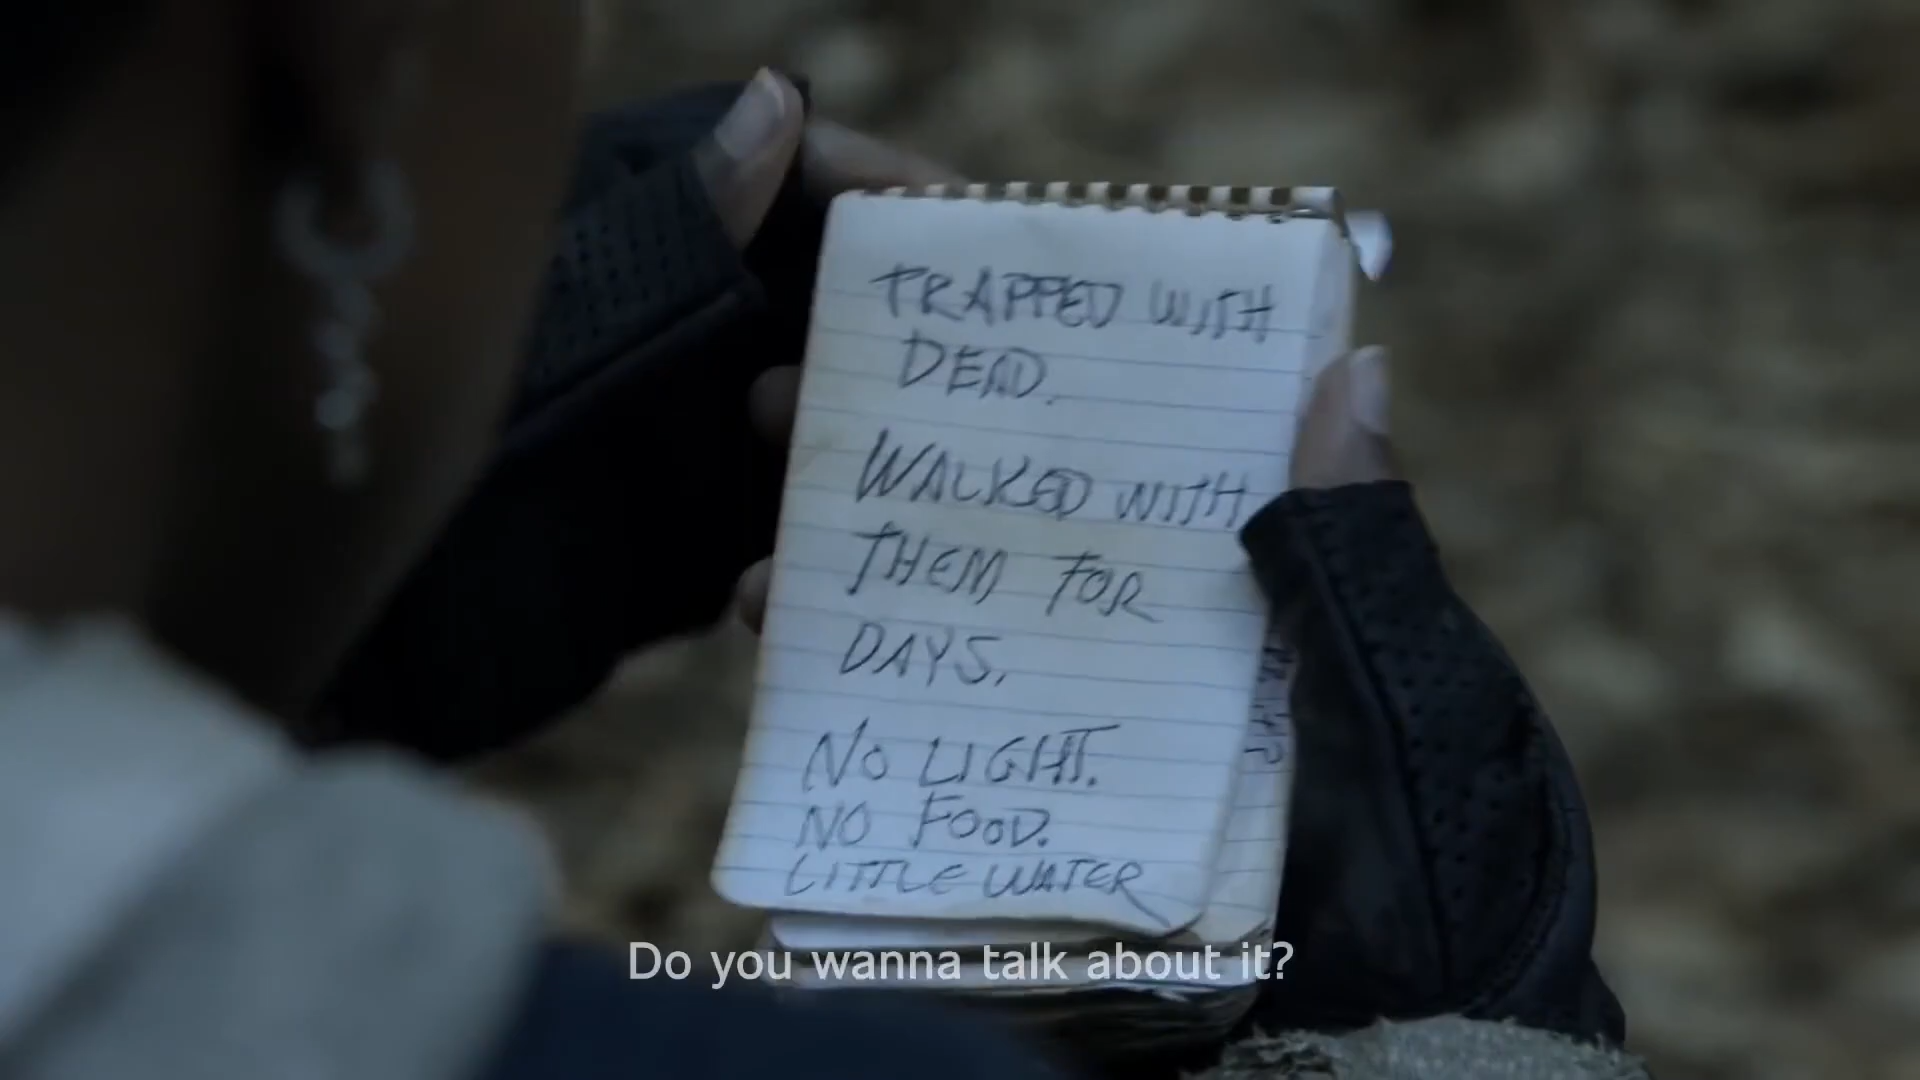 TRAPPED WITH
DEAD.
WALKED WITH
THEM FOR
DAYS.
NO LIGHT.
NO FOOD.
LITTLE WATER
Do you wanna talk about it?